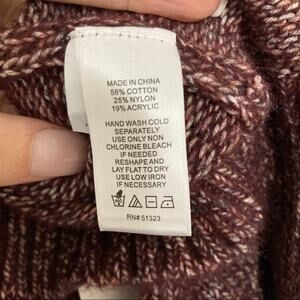 MADE IN CHINA
56% COTTON
25% NYLON
19% ACRYLIC
HAND WASH COLD
SEPARATELY
USE ONLY NON
CHLORINE BLEACH
IF NEEDED
RESHAPE AND
LAY FLAT TO DRY
USE LOW IRON
IF NECESSARY
RN# 51323